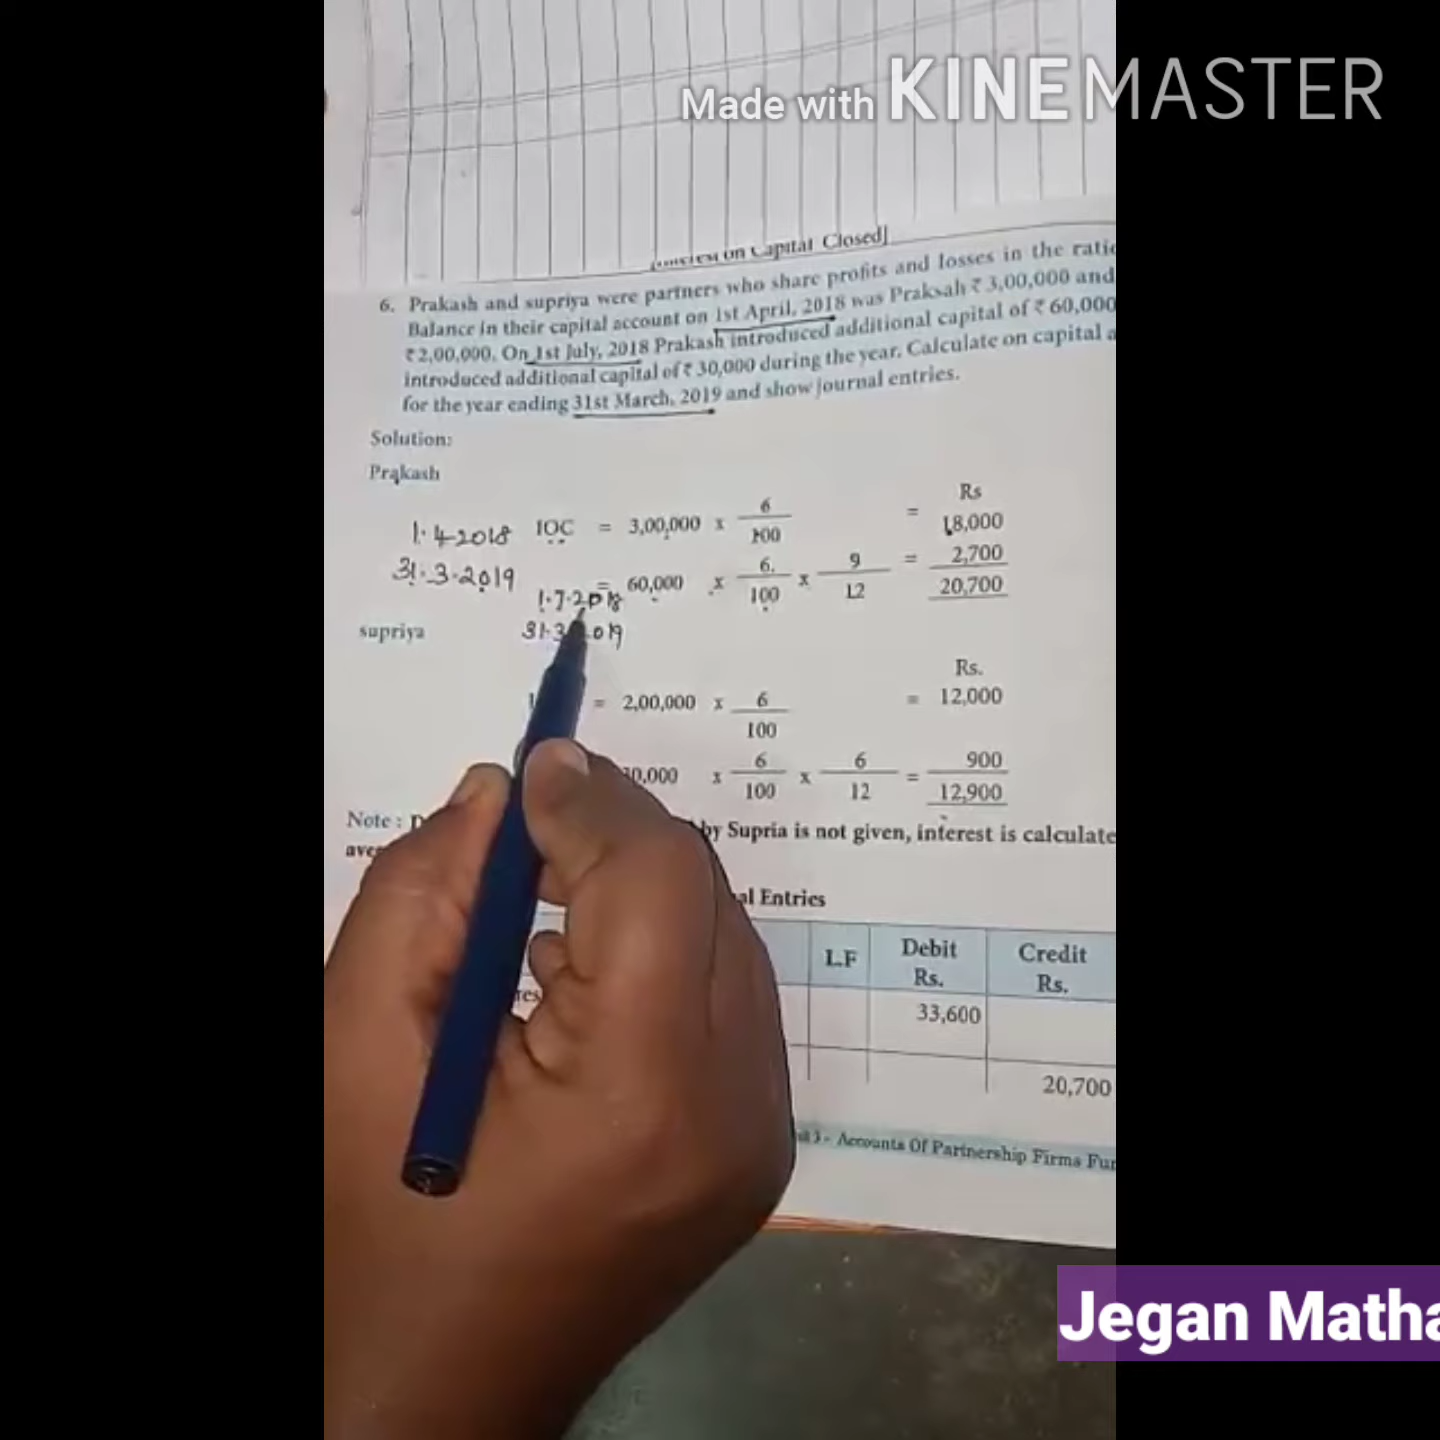 Made with KINEMASTER
on Capital Closed]
6. Prakash and supriya were partners who share profits and losses in the
Balance in their capital account on 1st April, 2018 was Praksah ₹ 3,00,000 and
₹ 2,00,000. On 1st July, 2018 Prakash introduced additional capital of ₹ 60,000
introduced additional capital of ₹ 30,000 during the year. Calculate on capital
for the year ending 31st March, 2019 and show journal entries.
Solution:
Prakash
Rs
1.4.2018 IOC = 3,00,000 x 6/100 = 18,000
31.3.2019 = 60,000 x 6/100 x 9/12 = 2,700
20,700
1.7.2018
supriya 31.3.2019
Rs.
= 2,00,000 x 6/100 = 12,000
x 6/100 x 6/12 = 900
12,900
Note : by Supria is not given, interest is calculate
Entries
L.F Debit Rs. Credit Rs.
33,600
20,700
3 - Accounts Of Partnership Firms
Jegan